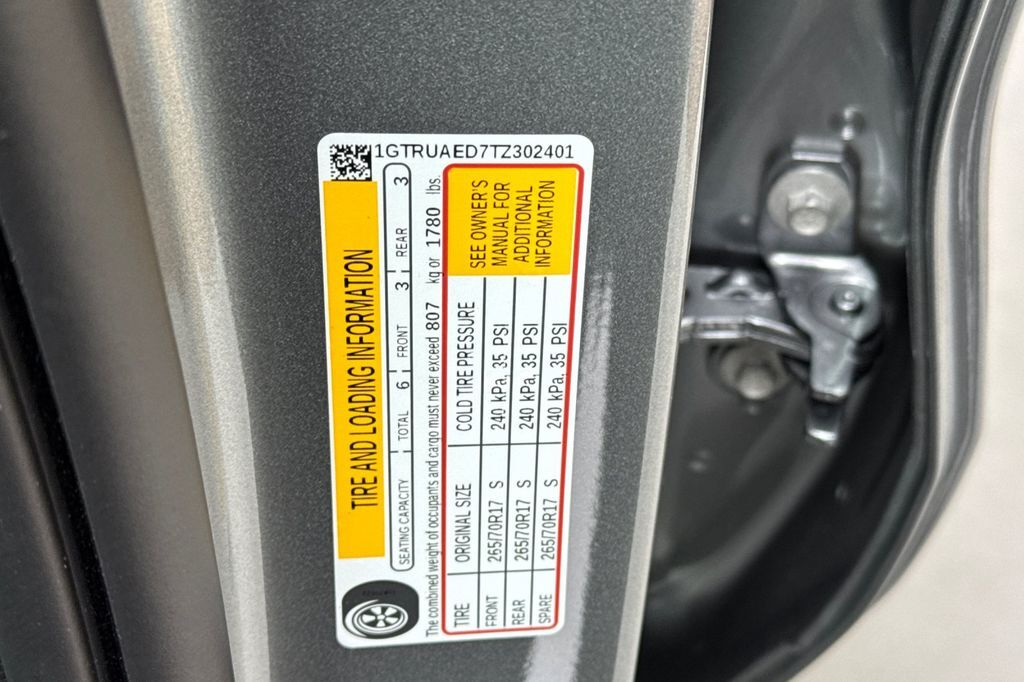 1GTRUAED7TZ302401
TIRE AND LOADING INFORMATION
SEATING CAPACITY TOTAL 6 FRONT 3 REAR 3
The combined weight of occupants and cargo must never exceed 807 kg or 1780 lbs.
TIRE ORIGINAL SIZE COLD TIRE PRESSURE
FRONT 265/70R17 S 240 kPa, 35 PSI
REAR 265/70R17 S 240 kPa, 35 PSI
SPARE 265/70R17 S 240 kPa, 35 PSI
SEE OWNER'S
MANUAL FOR
ADDITIONAL
INFORMATION